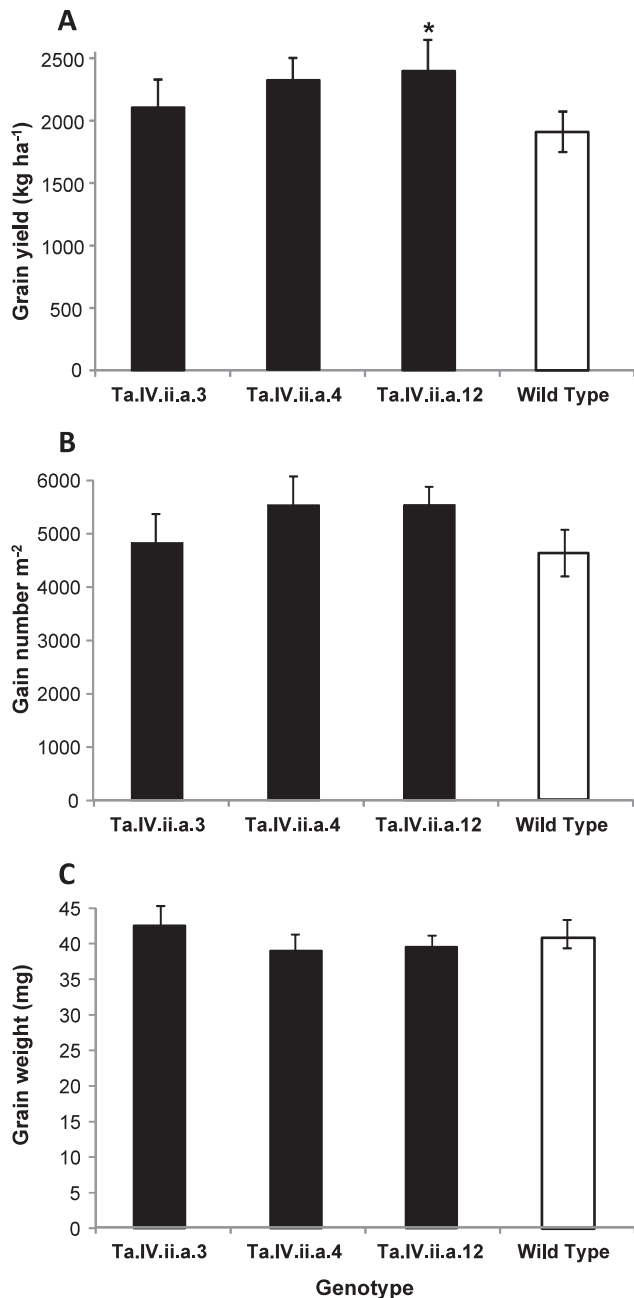 A
*
Grain yield (kg ha⁻¹)
2500
2000
1500
1000
500
0
Ta.IV.ii.a.3 Ta.IV.ii.a.4 Ta.IV.ii.a.12 Wild Type
B
Gain number m⁻²
6000
5000
4000
3000
2000
1000
0
Ta.IV.ii.a.3 Ta.IV.ii.a.4 Ta.IV.ii.a.12 Wild Type
C
Grain weight (mg)
45
40
35
30
25
20
15
10
5
0
Ta.IV.ii.a.3 Ta.IV.ii.a.4 Ta.IV.ii.a.12 Wild Type
Genotype